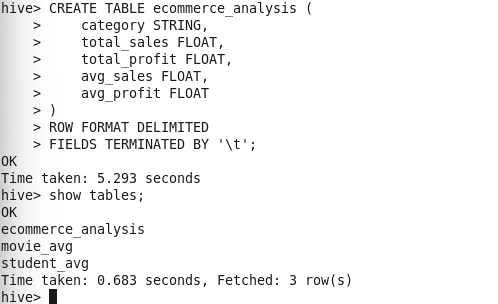 hive> CREATE TABLE ecommerce_analysis (
    >     category STRING,
    >     total_sales FLOAT,
    >     total_profit FLOAT,
    >     avg_sales FLOAT,
    >     avg_profit FLOAT
    > )
    > ROW FORMAT DELIMITED
    > FIELDS TERMINATED BY '\t';
OK
Time taken: 5.293 seconds
hive> show tables;
OK
ecommerce_analysis
movie_avg
student_avg
Time taken: 0.683 seconds, Fetched: 3 row(s)
hive>